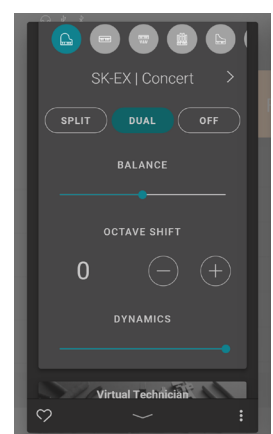 SK-EX | Concert
SPLIT DUAL OFF
BALANCE
OCTAVE SHIFT
0
DYNAMICS
Virtual Technician